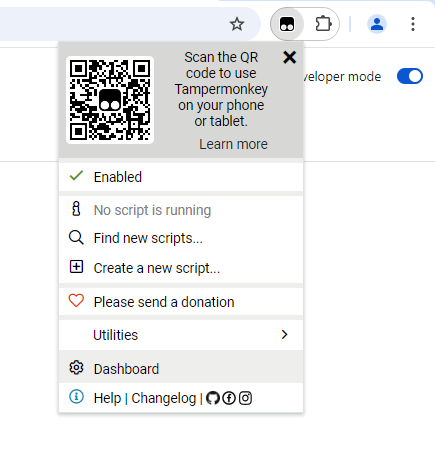 Scan the QR
code to use
Tampermonkey
on your phone
or tablet.
Learn more
veloper mode
Enabled
No script is running
Find new scripts...
Create a new script...
Please send a donation
Utilities
Dashboard
Help | Changelog |